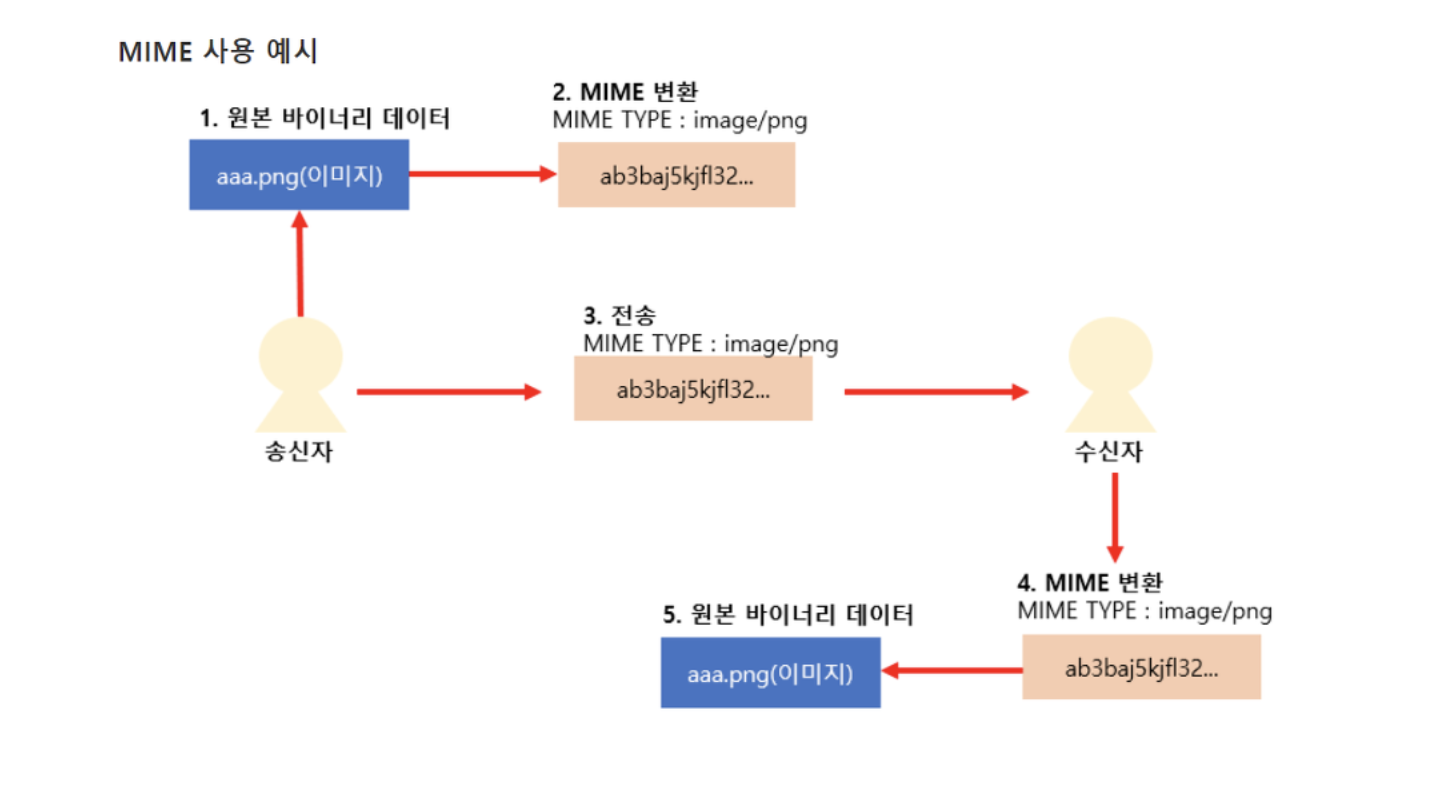 MIME 사용 예시
1. 원본 바이너리 데이터
aaa.png(이미지)
2. MIME 변환
MIME TYPE : image/png
ab3baj5kjfl32...
3. 전송
MIME TYPE : image/png
ab3baj5kjfl32...
송신자
수신자
4. MIME 변환
MIME TYPE : image/png
ab3baj5kjfl32...
5. 원본 바이너리 데이터
aaa.png(이미지)